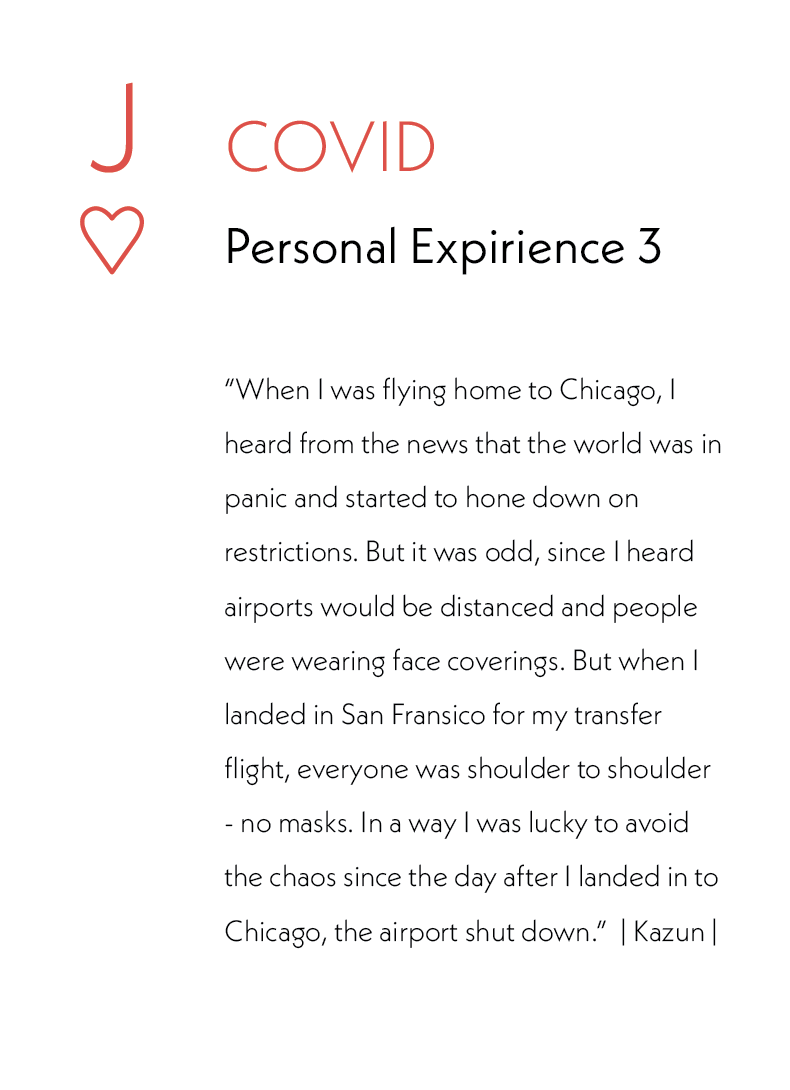 J
COVID
♡
Personal Expirience 3
“When I was flying home to Chicago, I
heard from the news that the world was in
panic and started to hone down on
restrictions. But it was odd, since I heard
airports would be distanced and people
were wearing face coverings. But when I
landed in San Fransico for my transfer
flight, everyone was shoulder to shoulder
- no masks. In a way I was lucky to avoid
the chaos since the day after I landed in to
Chicago, the airport shut down.” | Kazun |